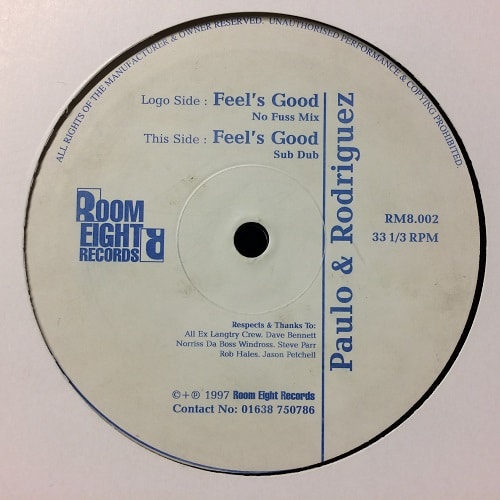 ALL RIGHTS OF THE MANUFACTURER & OWNER RESERVED. UNAUTHORISED PERFORMANCE & COPYING PROHIBITED.
Logo Side : Feel's Good
No Fuss Mix
This Side : Feel's Good
Sub Dub
Paulo & Rodriguez
ROOM
EIGHT
RECORDS
R
RM8.002
33 1/3 RPM
Respects & Thanks To:
All Ex Langtry Crew. Dave Bennett
Norriss Da Boss Windross. Steve Parr
Rob Hales. Jason Petchell
©+℗ 1997 Room Eight Records
Contact No: 01638 750786